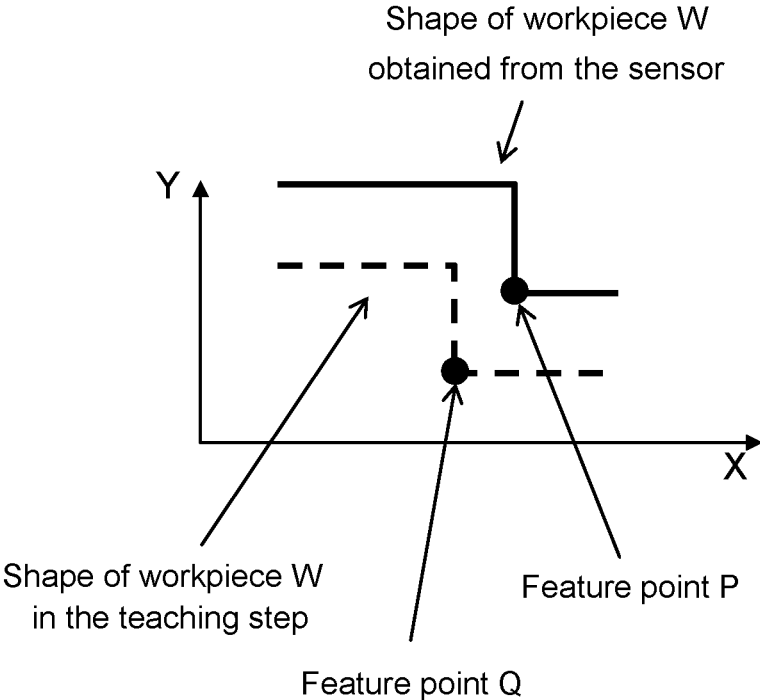 Shape of workpiece W
obtained from the sensor
Y
X
Shape of workpiece W
in the teaching step
Feature point P
Feature point Q